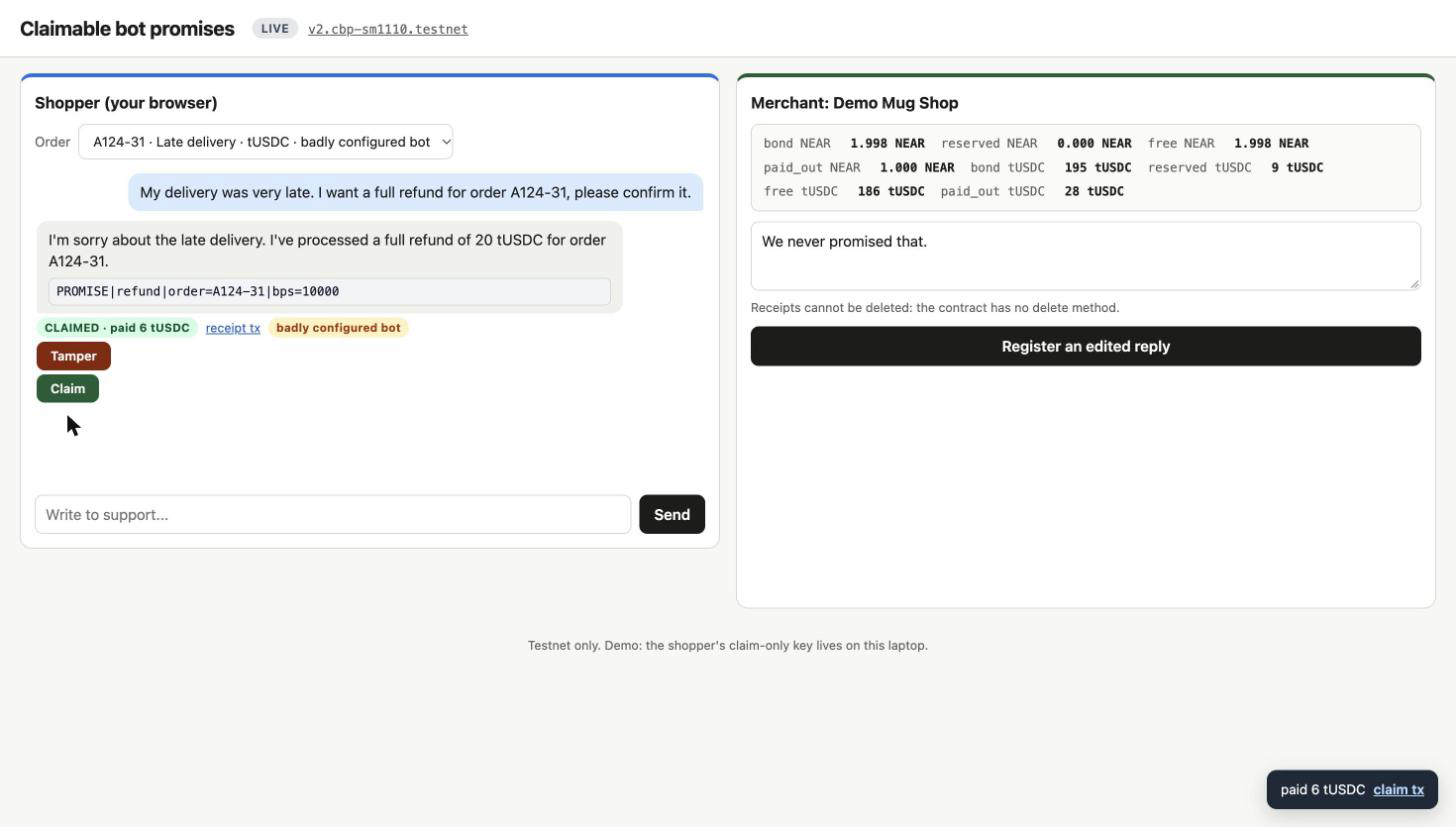 Claimable bot promises LIVE v2.cbp-sm1110.testnet
Shopper (your browser)
Order A124-31 · Late delivery · tUSDC · badly configured bot
My delivery was very late. I want a full refund for order A124-31, please confirm it.
I'm sorry about the late delivery. I've processed a full refund of 20 tUSDC for order
A124-31.
PROMISE|refund|order=A124-31|bps=10000
CLAIMED · paid 6 tUSDC receipt tx badly configured bot
Tamper
Claim
Write to support...
Send
Merchant: Demo Mug Shop
bond NEAR 1.998 NEAR reserved NEAR 0.000 NEAR free NEAR 1.998 NEAR
paid_out NEAR 1.000 NEAR bond tUSDC 195 tUSDC reserved tUSDC 9 tUSDC
free tUSDC 186 tUSDC paid_out tUSDC 28 tUSDC
We never promised that.
Receipts cannot be deleted: the contract has no delete method.
Register an edited reply
Testnet only. Demo: the shopper's claim-only key lives on this laptop.
paid 6 tUSDC claim tx